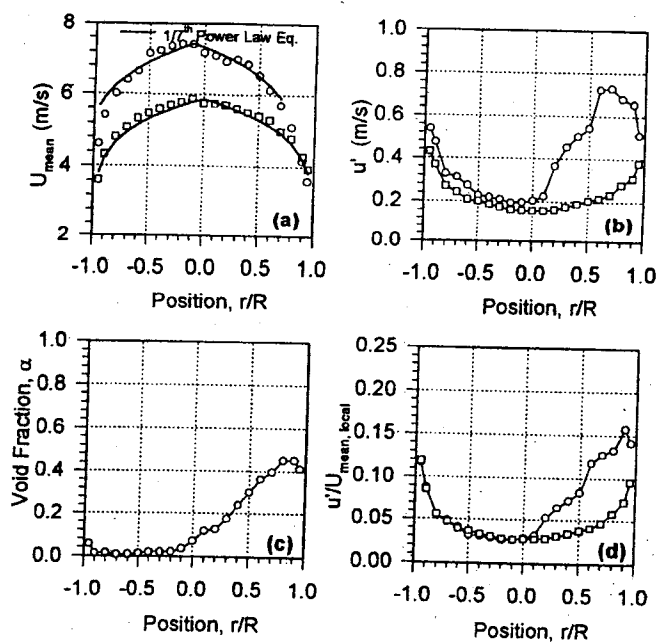 8
6
4
2
1/7th Power Law Eq.
Umean (m/s)
(a)
-1.0 -0.5 0.0 0.5 1.0
Position, r/R
1.0
0.8
0.6
0.4
0.2
0.0
u' (m/s)
(b)
-1.0 -0.5 0.0 0.5 1.0
Position, r/R
1.0
0.8
0.6
0.4
0.2
0.0
Void Fraction, α
(c)
-1.0 -0.5 0.0 0.5 1.0
Position, r/R
0.25
0.20
0.15
0.10
0.05
0.00
u'/Umean, local
(d)
-1.0 -0.5 0.0 0.5 1.0
Position, r/R